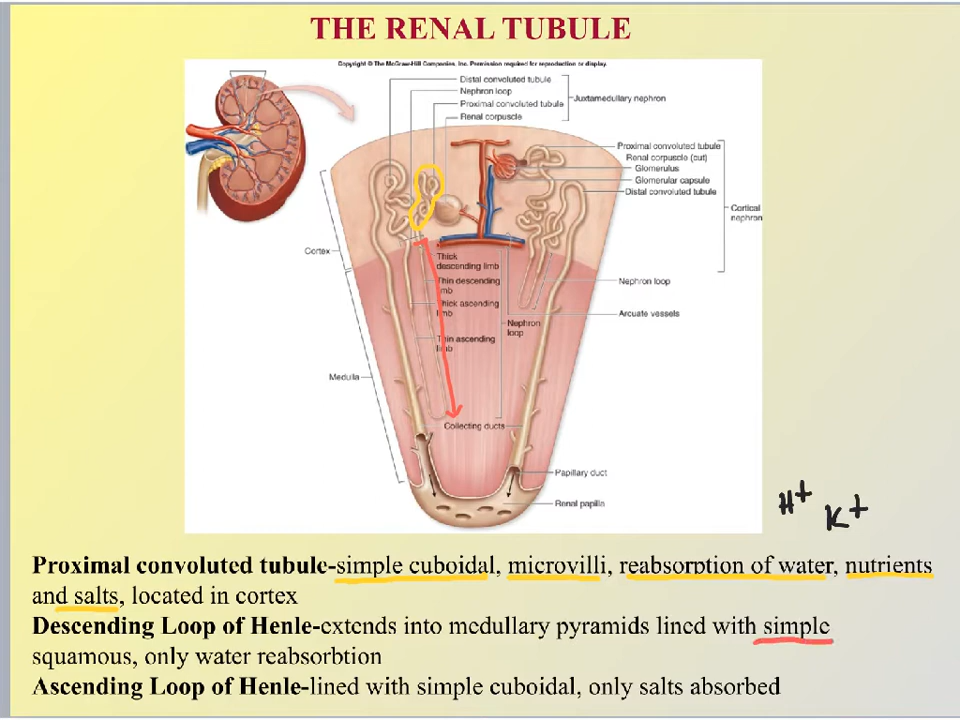 THE RENAL TUBULE
Copyright © The McGraw-Hill Companies, Inc. Permission required for reproduction or display.
Distal convoluted tubule
Nephron loop
Proximal convoluted tubule
Renal corpuscle
Juxtamedullary nephron
Proximal convoluted tubule
Renal corpuscle (cut)
Glomerulus
Glomerular capsule
Distal convoluted tubule
Cortical
nephron
Cortex
Thick
descending limb
Thin descending
limb
Thick ascending
limb
Thin ascending
limb
Nephron
loop
Nephron loop
Arcuate vessels
Medulla
Collecting ducts
Papillary duct
Renal papilla
H+ K+
Proximal convoluted tubule-simple cuboidal, microvilli, reabsorption of water, nutrients
and salts, located in cortex
Descending Loop of Henle-extends into medullary pyramids lined with simple
squamous, only water reabsorbtion
Ascending Loop of Henle-lined with simple cuboidal, only salts absorbed